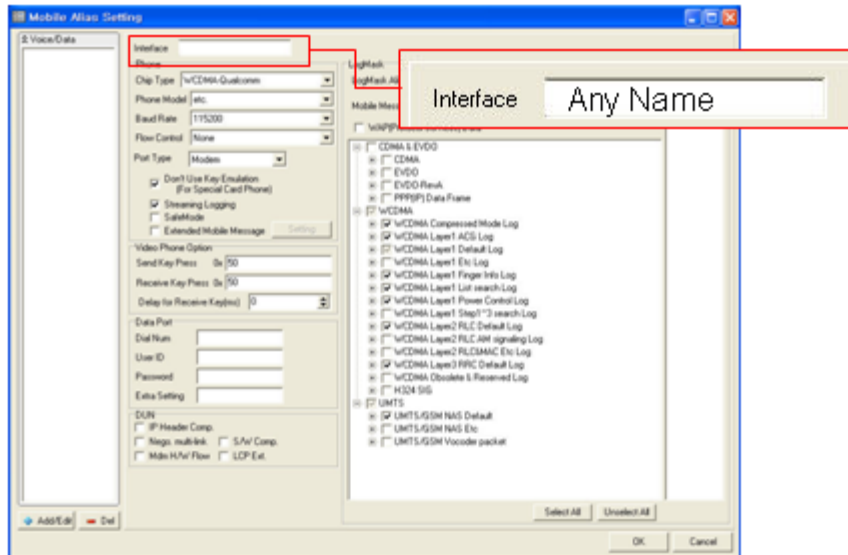 Mobile Alias Setting
Voice/Data
Interface
Interface Any Name
Phone
Chip Type WCDMA-Qualcomm
Phone Model etc.
Baud Rate 115200
Flow Control None
Port Type Modem
Don't Use Key Emulation
(For Special Card Phone)
Streaming Logging
SafeMode
Extended Mobile Message Setting
Video Phone Option
Send Key Press 0x 50
Receive Key Press 0x 50
Delay for Receive Key(ms) 0
Data Port
Dial Num
User ID
Password
Extra Setting
DUN
IP Header Comp.
Nego. multi-link S/W Comp.
Mdm H/W Flow LCP Ext.
Add/Edit Del
LogMask
LogMask
Mobile
CDMA & EVDO
CDMA
EVDO
EVDO RevA
PPP(IP) Data Frame
WCDMA
WCDMA Compressed Mode Log
WCDMA Layer1 ACG Log
WCDMA Layer1 Default Log
WCDMA Layer1 Etc Log
WCDMA Layer1 Finger Info Log
WCDMA Layer1 List search Log
WCDMA Layer1 Power Control Log
WCDMA Layer1 Step1~3 search Log
WCDMA Layer2 RLC Default Log
WCDMA Layer2 RLC AM signaling Log
WCDMA Layer2 RLC&MAC Etc Log
WCDMA Layer3 RRC Default Log
WCDMA Obsolete & Reserved Log
H324 SIG
UMTS
UMTS/GSM NAS Default
UMTS/GSM NAS Etc
UMTS/GSM Vocoder packet
Select All Unselect All
OK Cancel